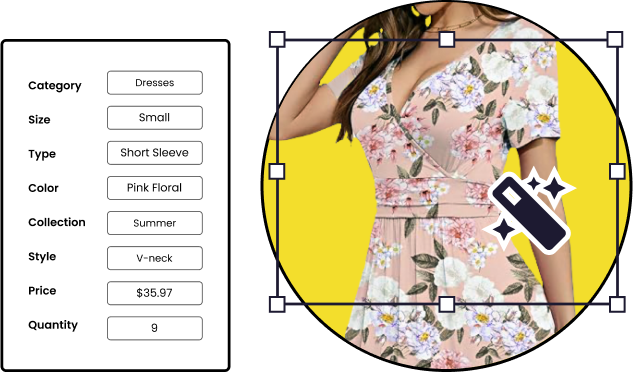 Category Dresses
Size Small
Type Short Sleeve
Color Pink Floral
Collection Summer
Style V-neck
Price $35.97
Quantity 9